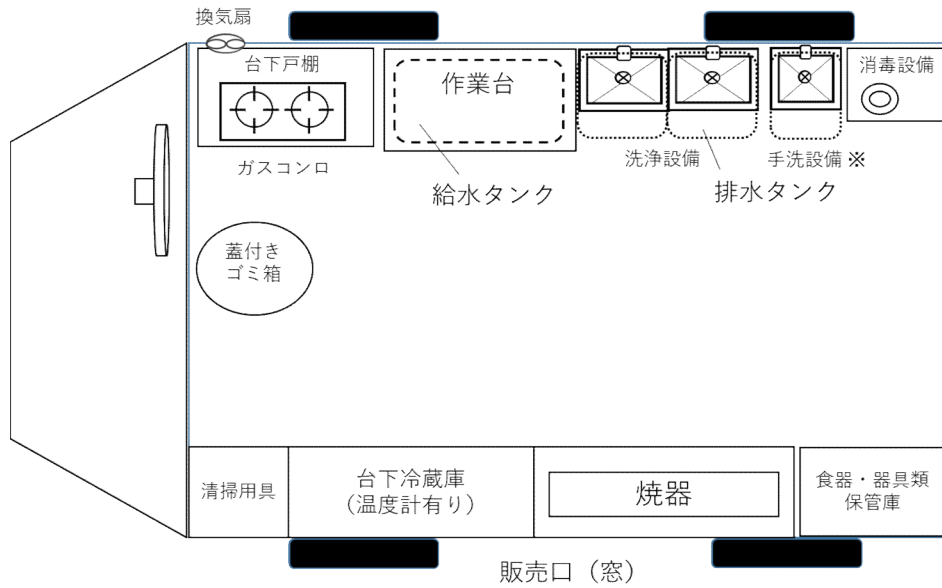 換気扇
台下戸棚
ガスコンロ
作業台
給水タンク
洗浄設備
排水タンク
手洗設備 ※
消毒設備
蓋付き
ゴミ箱
清掃用具
台下冷蔵庫
（温度計有り）
焼器
食器・器具類
保管庫
販売口（窓）